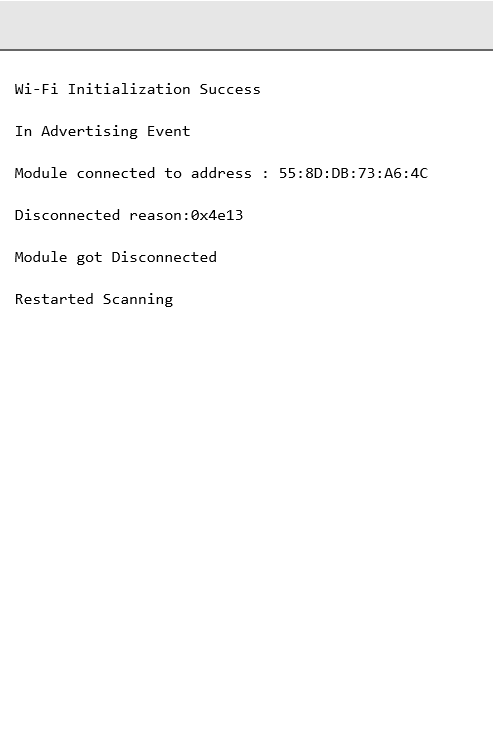 Wi-Fi Initialization Success
In Advertising Event
Module connected to address : 55:8D:DB:73:A6:4C
Disconnected reason:0x4e13
Module got Disconnected
Restarted Scanning